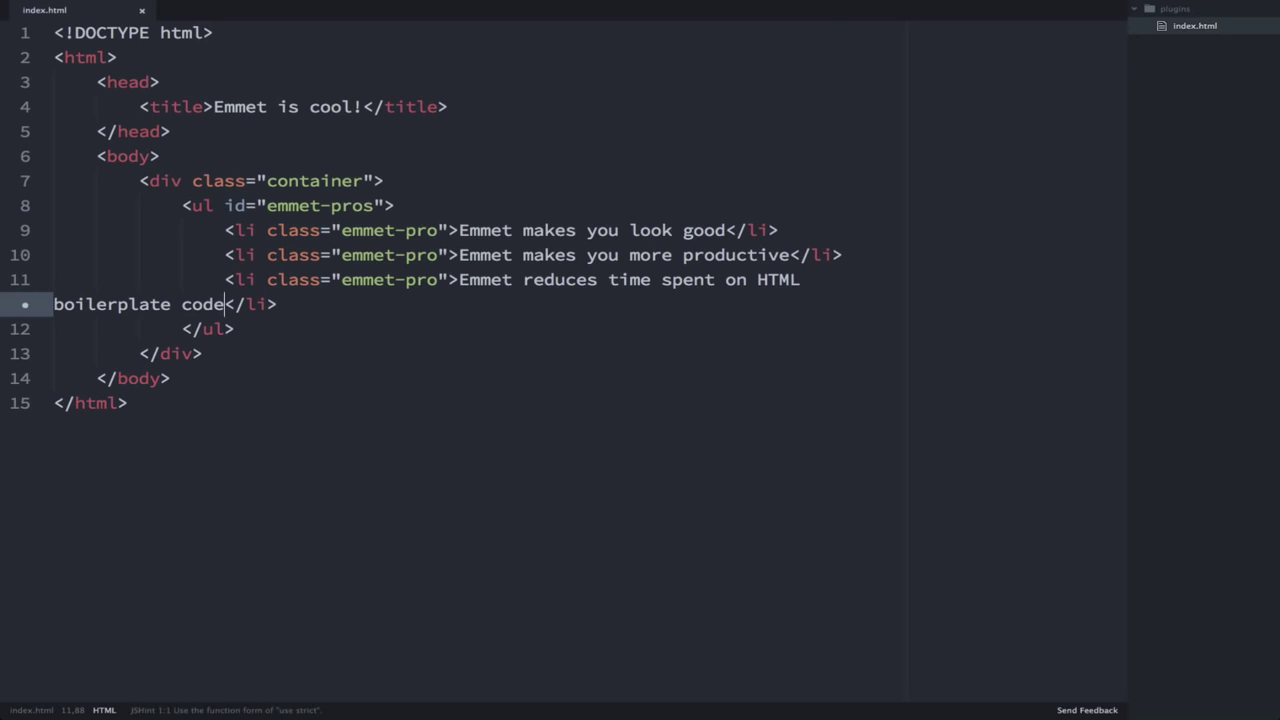 index.html ×
plugins
index.html
1 <!DOCTYPE html>
2 <html>
3 <head>
4 <title>Emmet is cool!</title>
5 </head>
6 <body>
7 <div class="container">
8 <ul id="emmet-pros">
9 <li class="emmet-pro">Emmet makes you look good</li>
10 <li class="emmet-pro">Emmet makes you more productive</li>
11 <li class="emmet-pro">Emmet reduces time spent on HTML
• boilerplate code</li>
12 </ul>
13 </div>
14 </body>
15 </html>
index.html 11,88 HTML JSHint 1:1 Use the function form of "use strict". Send Feedback